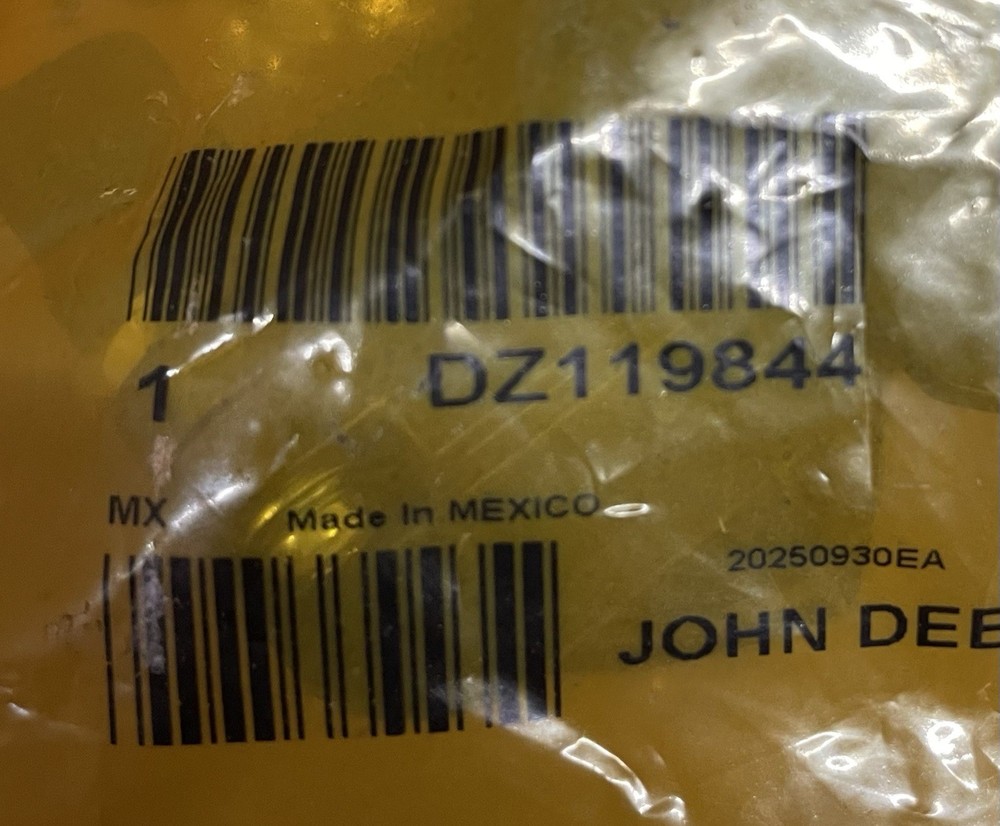 1 DZ119844
MX Made In MEXICO
20250930EA
JOHN DEE